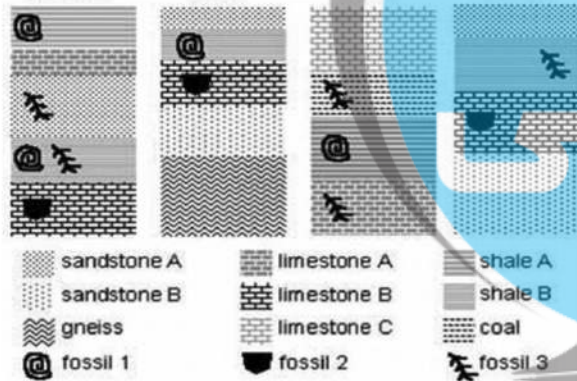 sandstone A limestone A shale A
sandstone B limestone B shale B
gneiss limestone C coal
fossil 1 fossil 2 fossil 3